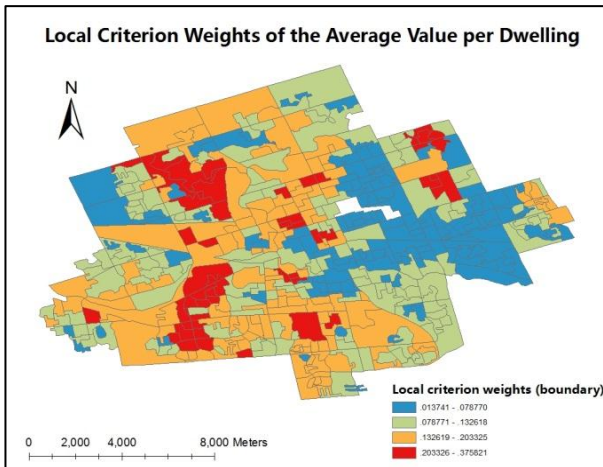 Local Criterion Weights of the Average Value per Dwelling
N
Local criterion weights (boundary)
.013741 - .078770
.078771 - .132618
.132619 - .203325
.203326 - .375821
0 2,000 4,000 8,000 Meters